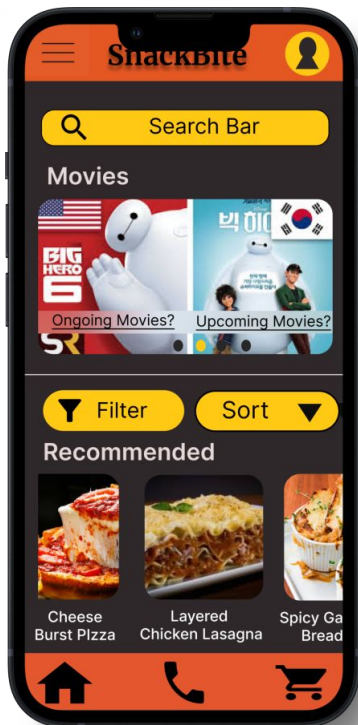 SnackBite
Search Bar
Movies
BIG
HERO
6
빅 히어
Ongoing Movies?
Upcoming Movies?
Filter
Sort
Recommended
Cheese
Burst PIzza
Layered
Chicken Lasagna
Spicy Ga
Bread